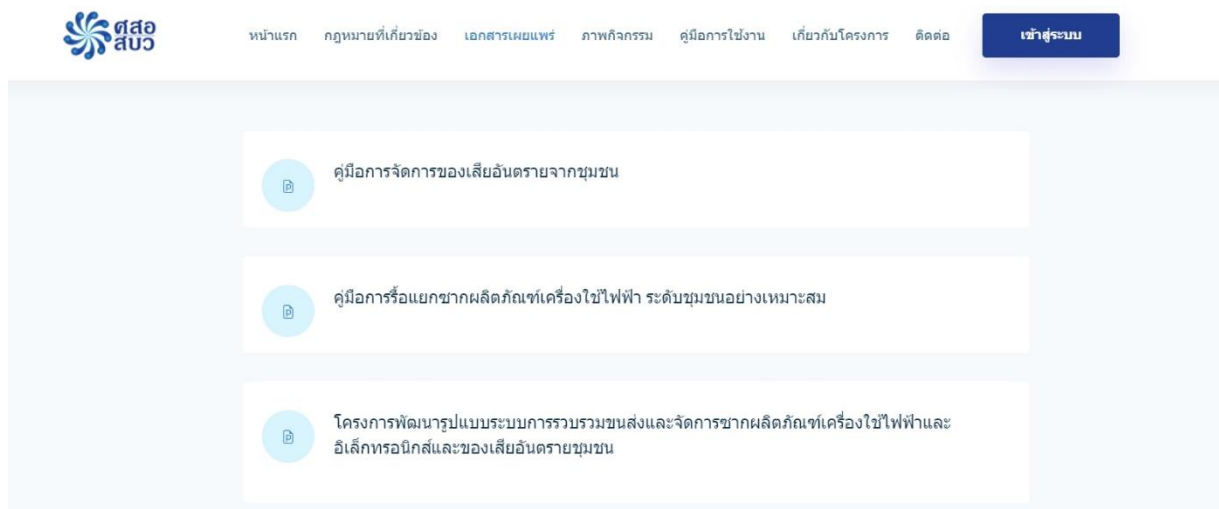 ศสอ
สบว
หน้าแรก กฎหมายที่เกี่ยวข้อง เอกสารเผยแพร่ ภาพกิจกรรม คู่มือการใช้งาน เกี่ยวกับโครงการ ติดต่อ เข้าสู่ระบบ
คู่มือการจัดการของเสียอันตรายจากชุมชน
คู่มือการรื้อแยกซากผลิตภัณฑ์เครื่องใช้ไฟฟ้า ระดับชุมชนอย่างเหมาะสม
โครงการพัฒนารูปแบบระบบการรวบรวมขนส่งและจัดการซากผลิตภัณฑ์เครื่องใช้ไฟฟ้าและ
อิเล็กทรอนิกส์และของเสียอันตรายชุมชน